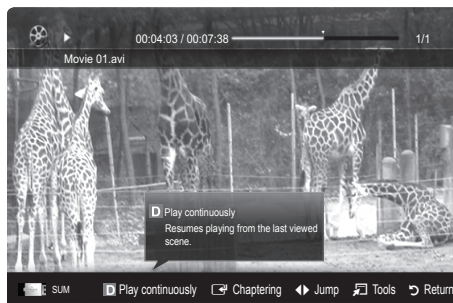 00:04:03 / 00:07:38 1/1
Movie 01.avi
D Play continuously
Resumes playing from the last viewed
scene.
SUM D Play continuously Chaptering Jump Tools Return